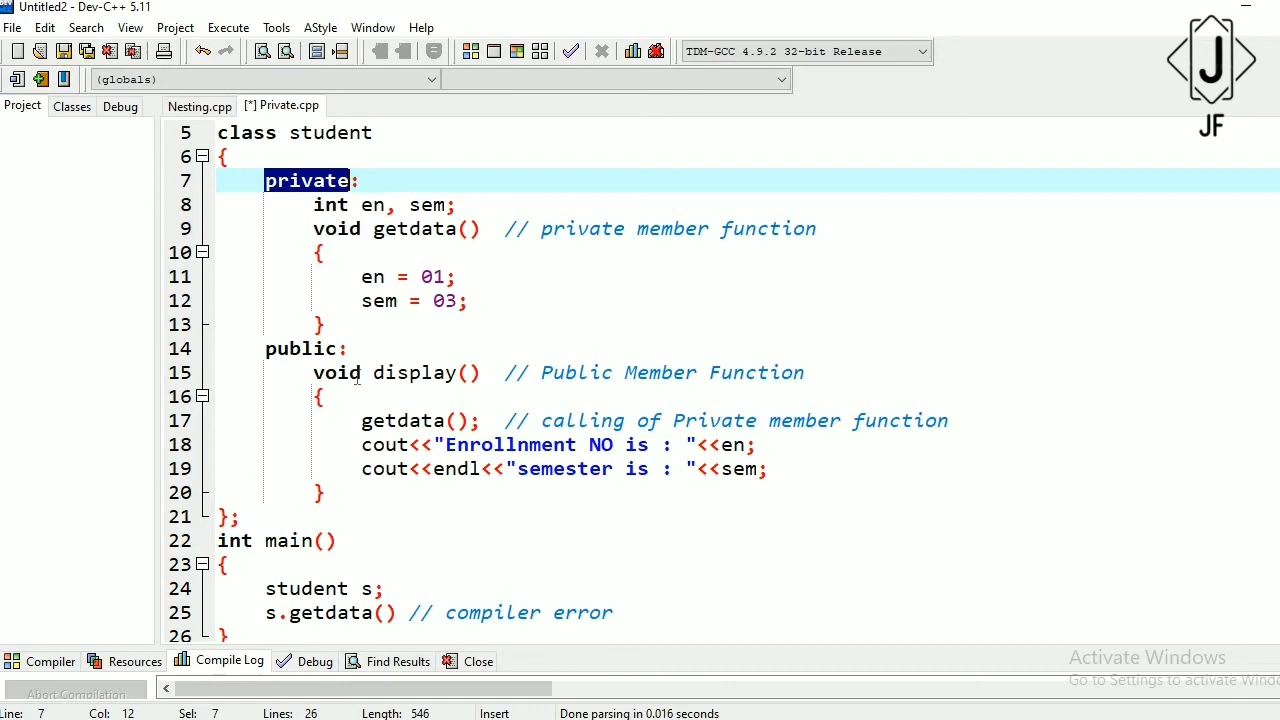 Untitled2 - Dev-C++ 5.11
File Edit Search View Project Execute Tools AStyle Window Help
TDM-GCC 4.9.2 32-bit Release
(globals)
Project Classes Debug Nesting.cpp [*] Private.cpp
J
JF
5 class student
6 {
7 private:
8 int en, sem;
9 void getdata() // private member function
10 {
11 en = 01;
12 sem = 03;
13 }
14 public:
15 void display() // Public Member Function
16 {
17 getdata(); // calling of Private member function
18 cout<<"Enrollnment NO is : "<<en;
19 cout<<endl<<"semester is : "<<sem;
20 }
21 };
22 int main()
23 {
24 student s;
25 s.getdata() // compiler error
26 }
Compiler Resources Compile Log Debug Find Results Close
Activate Windows
Go to Settings to activate Windo
Abort Compilation
Line: 7 Col: 12 Sel: 7 Lines: 26 Length: 546 Insert Done parsing in 0.016 seconds